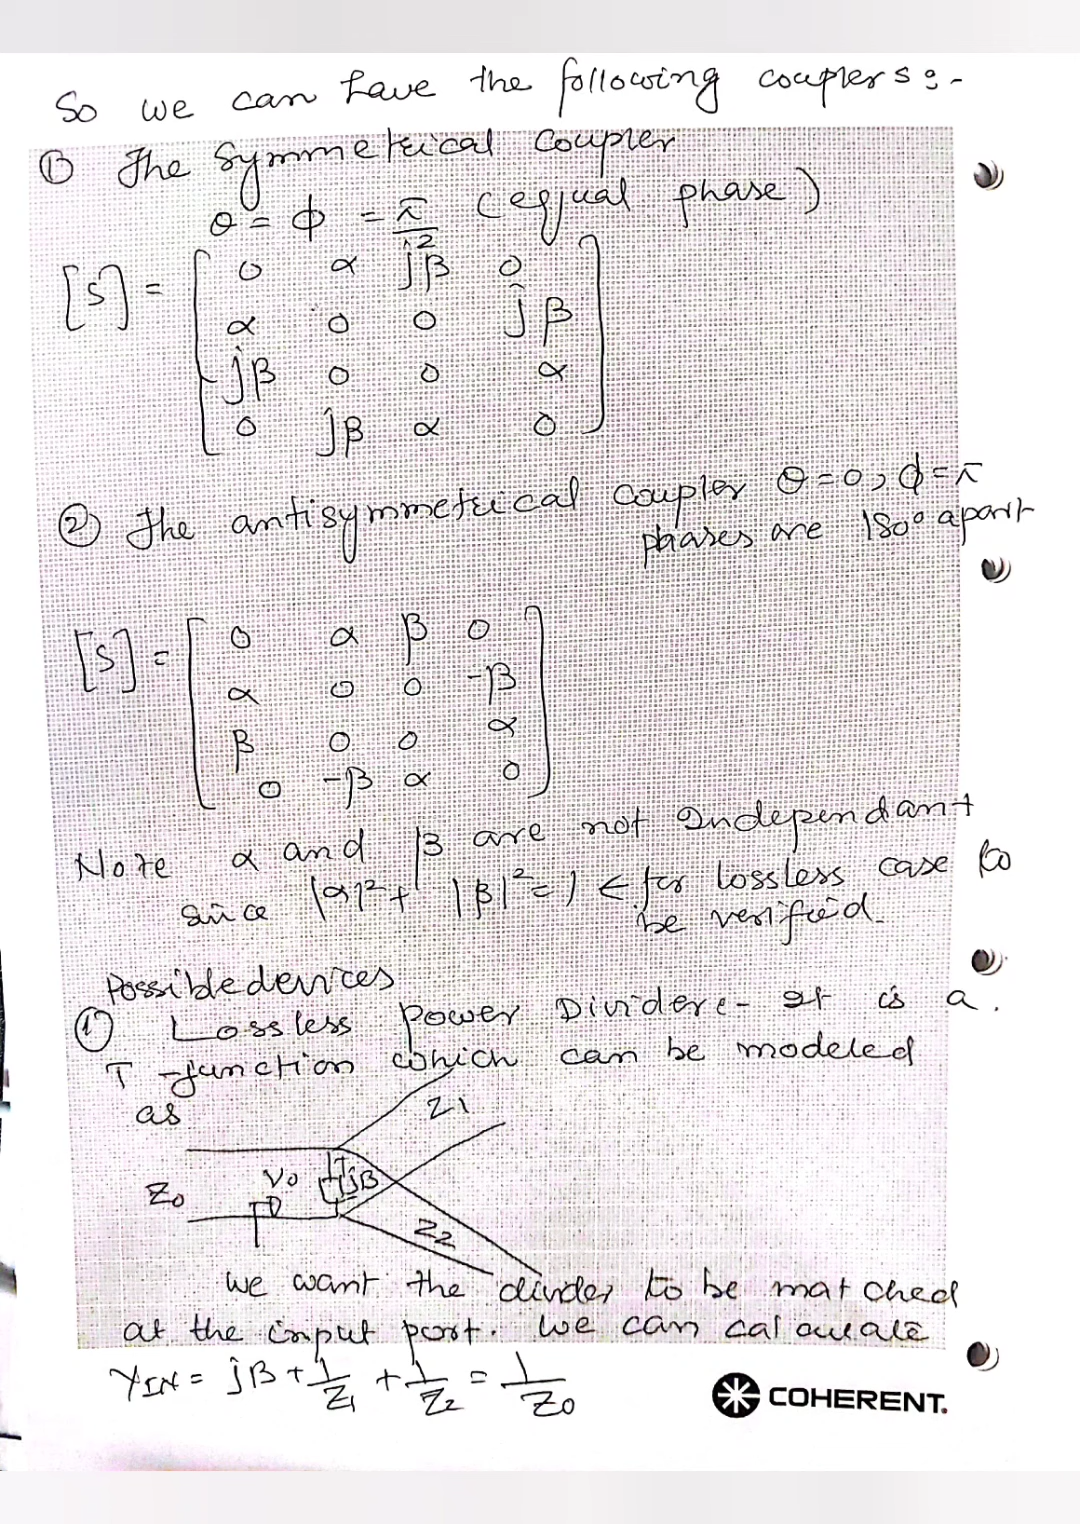 So we can have the following couplers:-
① The Symmetrical Coupler
θ = ϕ = π/2 (eqjual phase)
[S] = [ 0 α jβ 0
α 0 0 jβ
jβ 0 0 α
0 jβ α 0 ]
② The antisymmetrical coupler θ=0, ϕ=π
phases are 180° apart
[S] = [ 0 α β 0
α 0 0 -β
β 0 0 α
0 -β α 0 ]
Note α and β are not Independant
since |α|² + |β|² = 1 ← for lossless case to
be verified.
Possible devices
① Lossless Power Divider:- It is a
T-junction which can be modeled
as
Z1
Z0 V0 jB
Z2
We want the divider to be matched
at the input port. We can calculate
YIN = jB + 1/Z1 + 1/Z2 = 1/Z0
COHERENT.